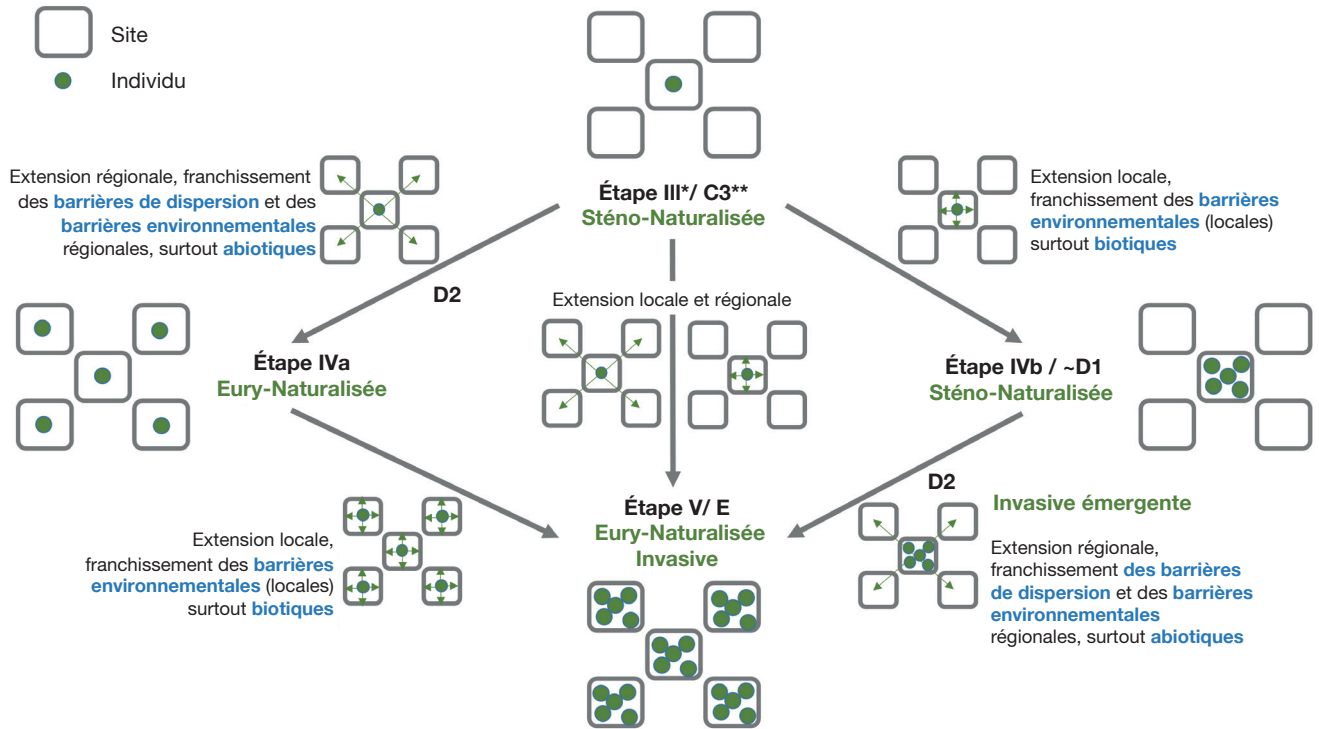 Site
Individu
Étape III*/ C3**
Sténo-Naturalisée
Extension régionale, franchissement
des barrières de dispersion et des
barrières environnementales
régionales, surtout abiotiques
D2
Extension locale,
franchissement des barrières
environnementales (locales)
surtout biotiques
Extension locale et régionale
Étape IVa
Eury-Naturalisée
Étape IVb / ~D1
Sténo-Naturalisée
Extension locale,
franchissement des barrières
environnementales (locales)
surtout biotiques
Étape V/ E
Eury-Naturalisée
Invasive
D2
Invasive émergente
Extension régionale,
franchissement des barrières
de dispersion et des barrières
environnementales
régionales, surtout abiotiques